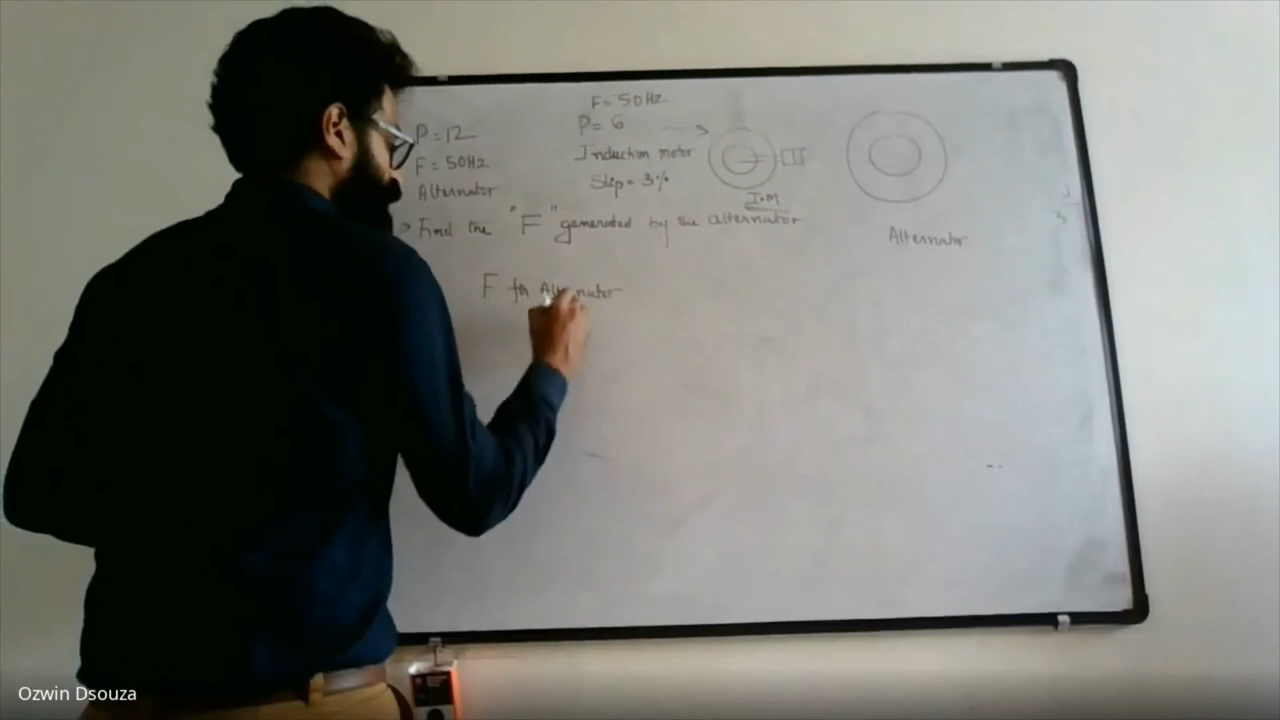 F = 50Hz
P = 12
P = 6
F = 50Hz
Induction motor
Alternator
Slip = 3%
I.M
> Find the "F" generated by the alternator
Alternator
F for Alternator
Ozwin Dsouza